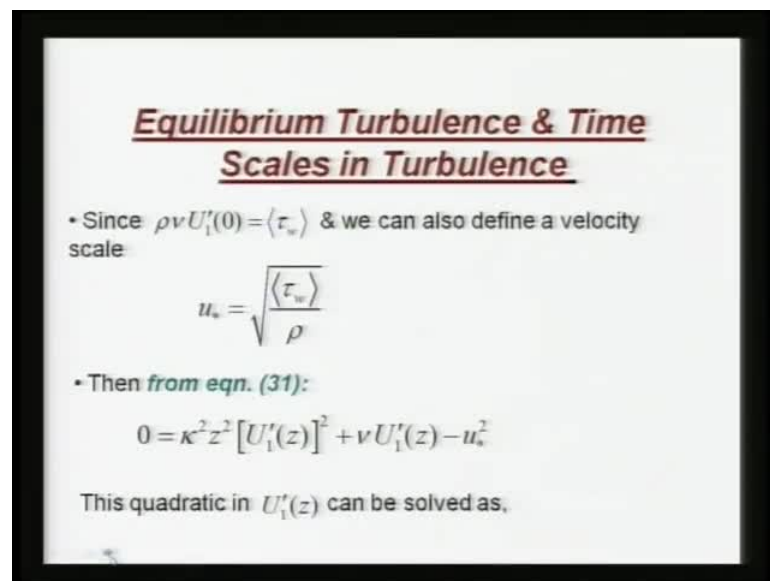 Equilibrium Turbulence & Time
Scales in Turbulence
• Since ρνU₁′(0) = ⟨τ_w⟩ & we can also define a velocity
scale
u_* = √(⟨τ_w⟩/ρ)
• Then from eqn. (31):
0 = κ²z²[U₁′(z)]² + νU₁′(z) − u_*²
This quadratic in U₁′(z) can be solved as,